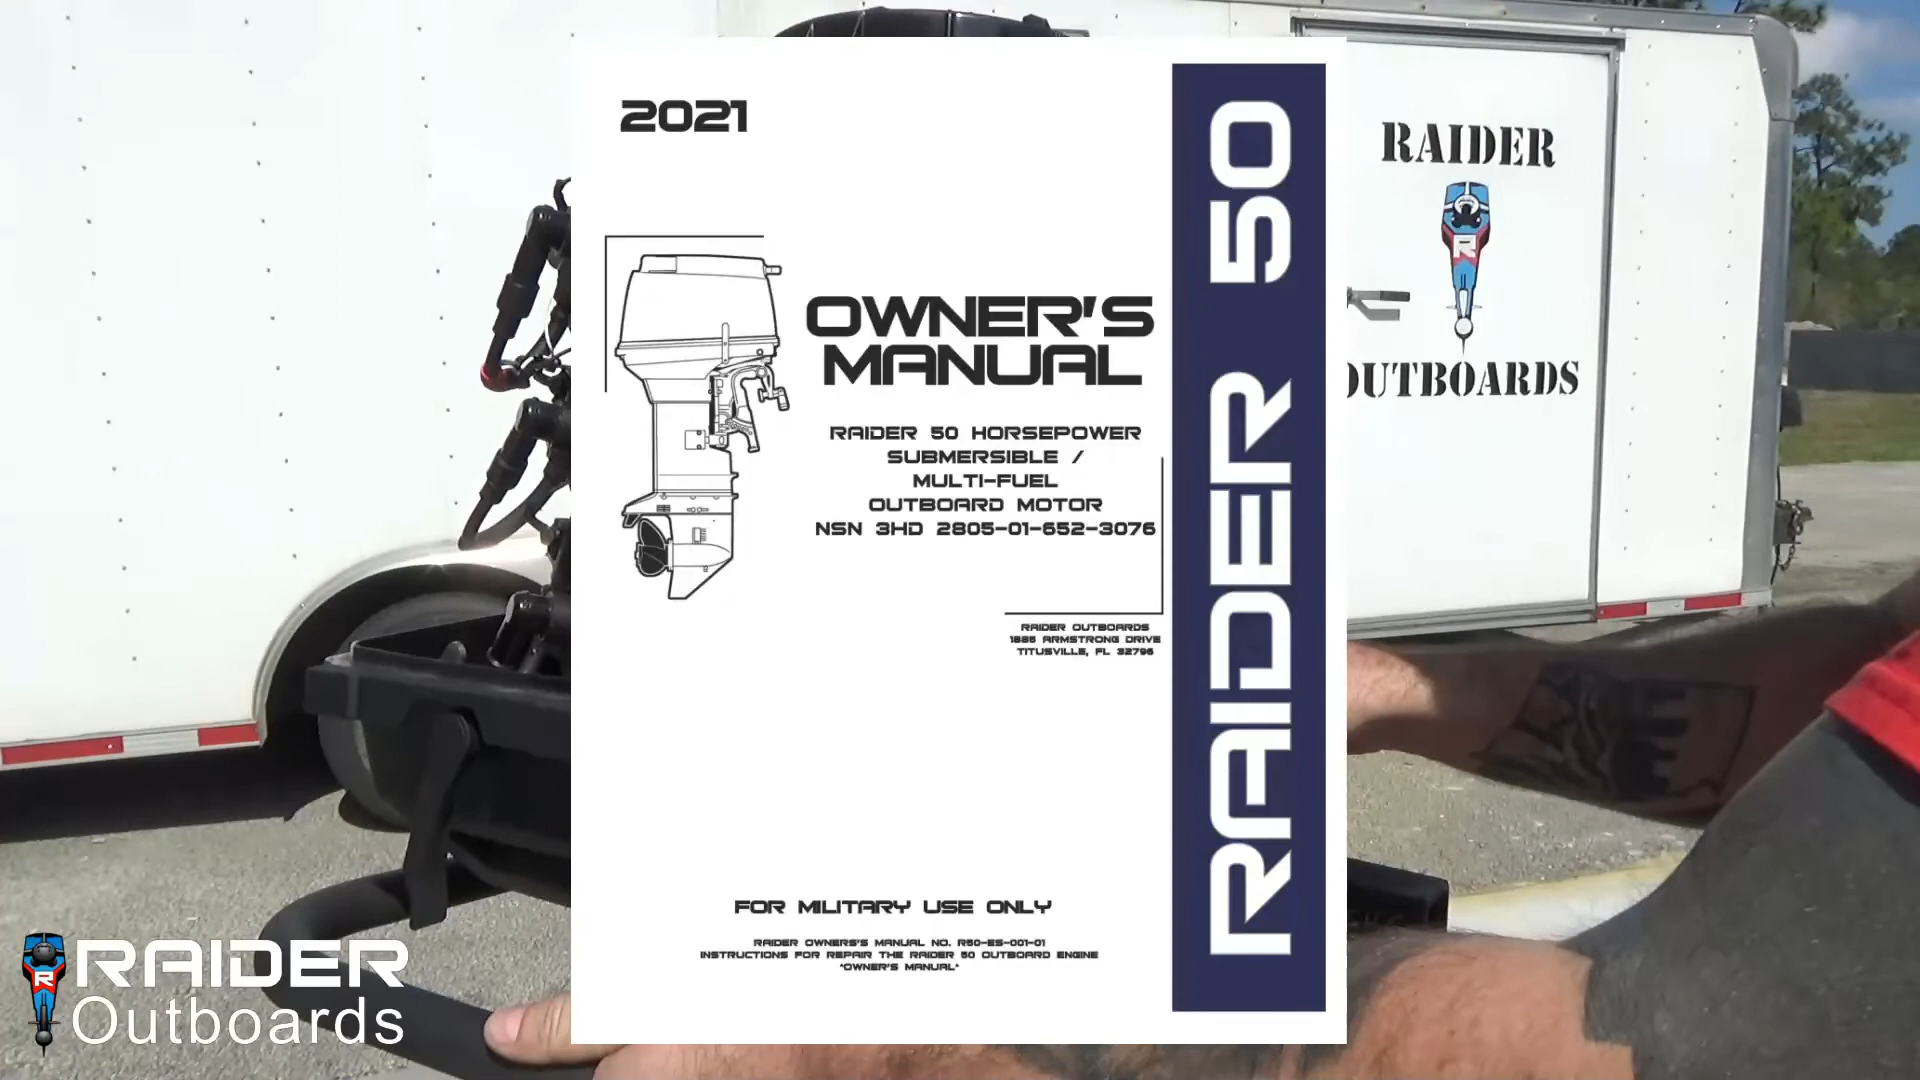 2021
OWNER'S
MANUAL
RAIDER 50 HORSEPOWER
SUBMERSIBLE /
MULTI-FUEL
OUTBOARD MOTOR
NSN 3HD 2805-01-652-3076
RAIDER OUTBOARDS
1885 ARMSTRONG DRIVE
TITUSVILLE, FL 32796
FOR MILITARY USE ONLY
RAIDER OWNERS'S MANUAL NO. R50-ES-001-01
INSTRUCTIONS FOR REPAIR THE RAIDER 50 OUTBOARD ENGINE
"OWNER'S MANUAL"
RAIDER 50
RAIDER
R
OUTBOARDS
R
RAIDER
Outboards